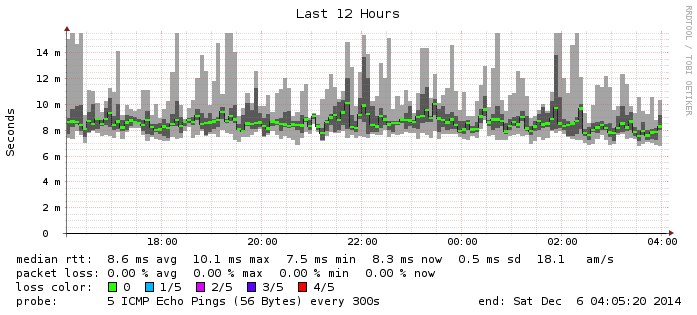 Last 12 Hours
RRDTOOL / TOBI OETIKER
Seconds
14 m
12 m
10 m
8 m
6 m
4 m
2 m
0
18:00 20:00 22:00 00:00 02:00 04:00
median rtt: 8.6 ms avg 10.1 ms max 7.5 ms min 8.3 ms now 0.5 ms sd 18.1 am/s
packet loss: 0.00 % avg 0.00 % max 0.00 % min 0.00 % now
loss color: 0 1/5 2/5 3/5 4/5
probe: 5 ICMP Echo Pings (56 Bytes) every 300s end: Sat Dec 6 04:05:20 2014